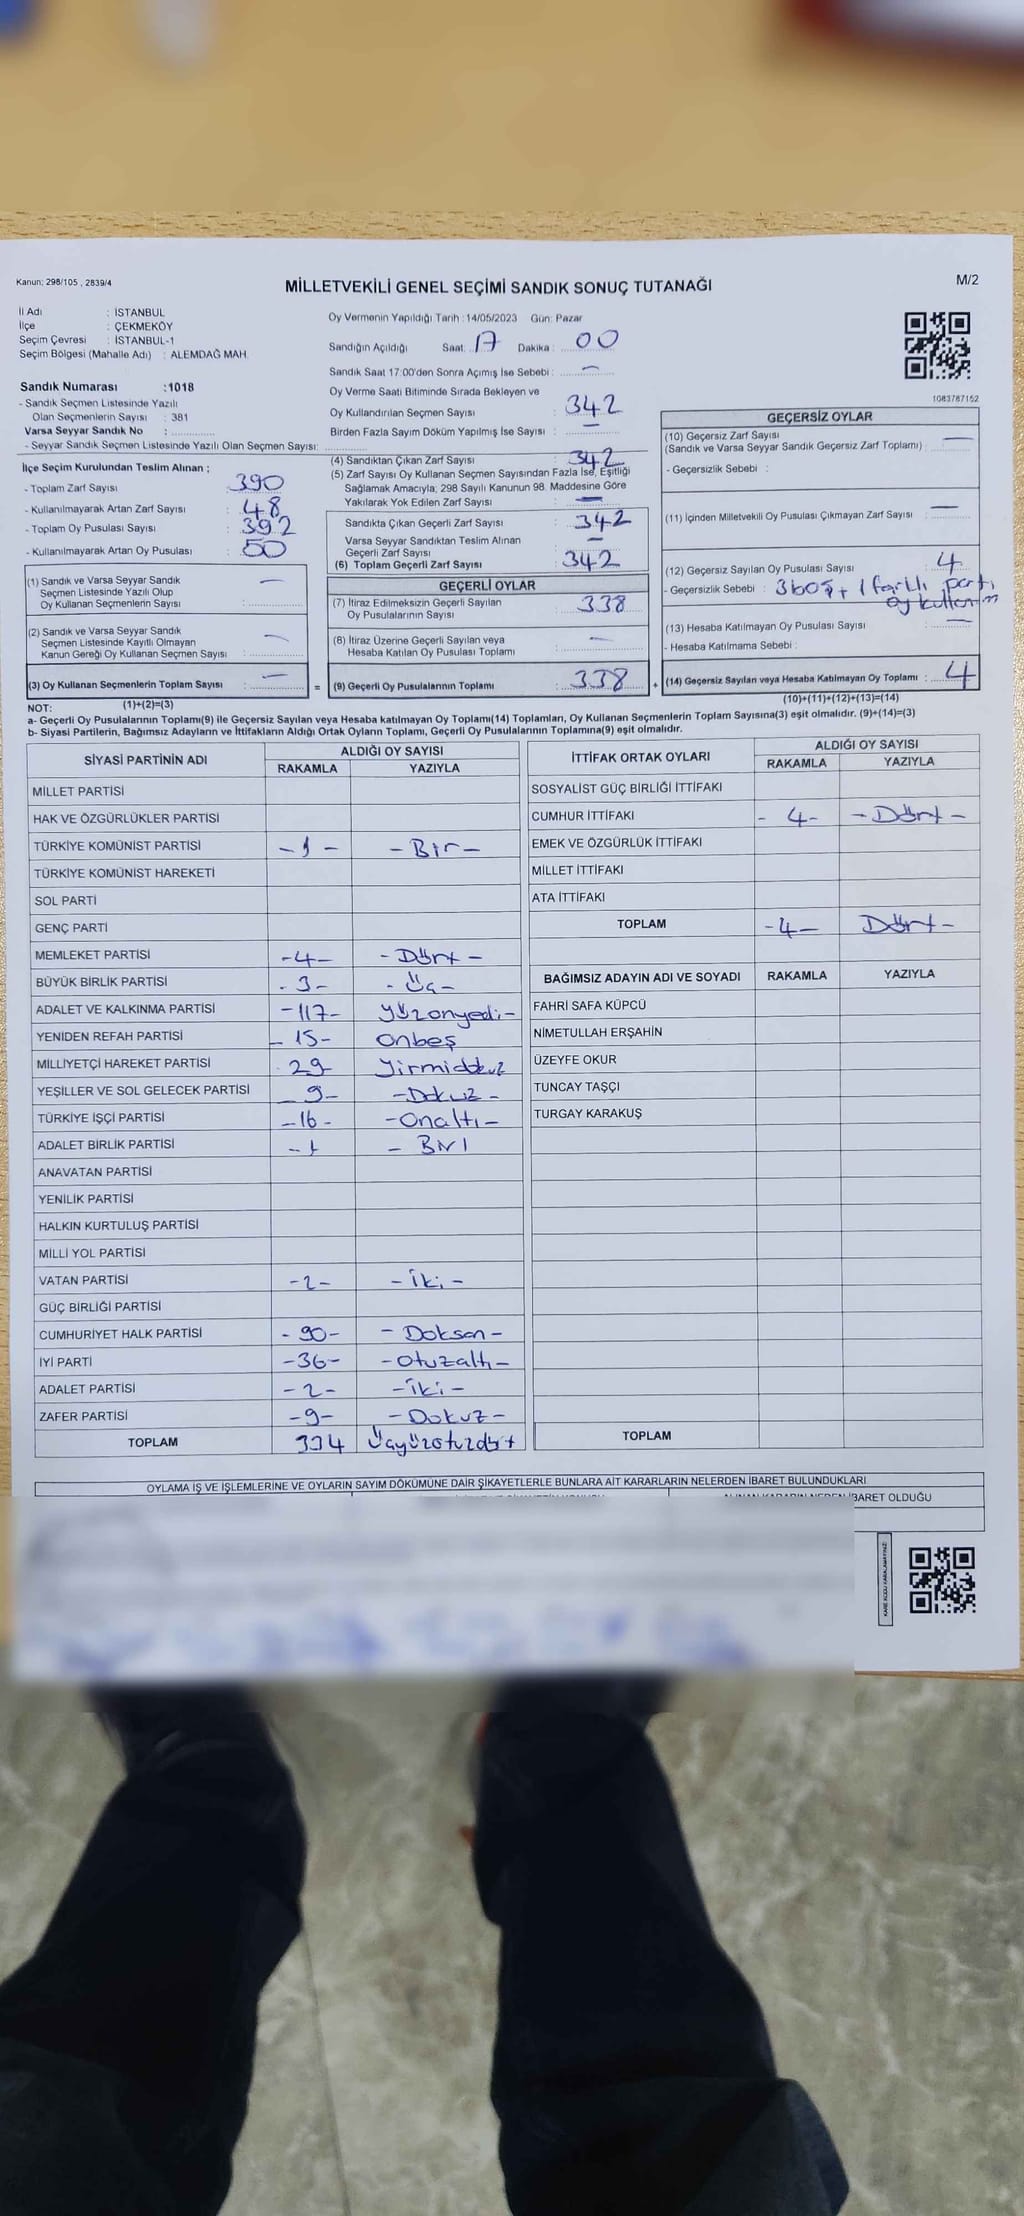 Kanun: 298/105 , 2839/4
MİLLETVEKİLİ GENEL SEÇİMİ SANDIK SONUÇ TUTANAĞI
M/2
İl Adı : İSTANBUL
İlçe : ÇEKMEKÖY
Seçim Çevresi : İSTANBUL-1
Seçim Bölgesi (Mahalle Adı) : ALEMDAĞ MAH.
Sandık Numarası :1018
- Sandık Seçmen Listesinde Yazılı
Olan Seçmenlerin Sayısı : 381
Varsa Seyyar Sandık No :
- Seyyar Sandık Seçmen Listesinde Yazılı Olan Seçmen Sayısı:
İlçe Seçim Kurulundan Teslim Alınan ;
- Toplam Zarf Sayısı : 390
- Kullanılmayarak Artan Zarf Sayısı : 48
- Toplam Oy Pusulası Sayısı : 392
- Kullanılmayarak Artan Oy Pusulası : 50
(1) Sandık ve Varsa Seyyar Sandık
Seçmen Listesinde Yazılı Olup
Oy Kullanan Seçmenlerin Sayısı : —
(2) Sandık ve Varsa Seyyar Sandık
Seçmen Listesinde Kayıtlı Olmayan
Kanun Gereği Oy Kullanan Seçmen Sayısı : —
(3) Oy Kullanan Seçmenlerin Toplam Sayısı : — =
(1)+(2)=(3)
Oy Vermenin Yapıldığı Tarih :14/05/2023 Gün: Pazar
Sandığın Açıldığı Saat: 17 Dakika : 00
Sandık Saat 17:00'den Sonra Açımış İse Sebebi : —
Oy Verme Saati Bitiminde Sırada Bekleyen ve
Oy Kullandırılan Seçmen Sayısı : 342
Birden Fazla Sayım Döküm Yapılmış İse Sayısı : —
(4) Sandıktan Çıkan Zarf Sayısı : 342
(5) Zarf Sayısı Oy Kullanan Seçmen Sayısından Fazla İse, Eşitliği
Sağlamak Amacıyla, 298 Sayılı Kanunun 98. Maddesine Göre
Yakılarak Yok Edilen Zarf Sayısı : —
Sandıkta Çıkan Geçerli Zarf Sayısı : 342
Varsa Seyyar Sandıktan Teslim Alınan
Geçerli Zarf Sayısı : —
(6) Toplam Geçerli Zarf Sayısı : 342
GEÇERLİ OYLAR
(7) İtiraz Edilmeksizin Geçerli Sayılan
Oy Pusulalarının Sayısı : 338
(8) İtiraz Üzerine Geçerli Sayılan veya
Hesaba Katılan Oy Pusulası Toplamı : —
(9) Geçerli Oy Pusulalarının Toplamı : 338 +
1083787152
GEÇERSİZ OYLAR
(10) Geçersiz Zarf Sayısı
(Sandık ve Varsa Seyyar Sandık Geçersiz Zarf Toplamı) : —
- Geçersizlik Sebebi :
(11) İçinden Milletvekili Oy Pusulası Çıkmayan Zarf Sayısı : —
(12) Geçersiz Sayılan Oy Pusulası Sayısı : 4
- Geçersizlik Sebebi : 3 boş + 1 farklı parti
oy
(13) Hesaba Katılmayan Oy Pusulası Sayısı : —
- Hesaba Katılmama Sebebi :
(14) Geçersiz Sayılan veya Hesaba Katılmayan Oy Toplamı : 4
(10)+(11)+(12)+(13)=(14)
NOT:
a- Geçerli Oy Pusulalarının Toplamı(9) ile Geçersiz Sayılan veya Hesaba katılmayan Oy Toplamı(14) Toplamları, Oy Kullanan Seçmenlerin Toplam Sayısına(3) eşit olmalıdır. (9)+(14)=(3)
b- Siyasi Partilerin, Bağımsız Adayların ve İttifakların Aldığı Ortak Oyların Toplamı, Geçerli Oy Pusulalarının Toplamına(9) eşit olmalıdır.
SİYASİ PARTİNİN ADI ALDIĞI OY SAYISI
RAKAMLA YAZIYLA
MİLLET PARTİSİ
HAK VE ÖZGÜRLÜKLER PARTİSİ
TÜRKİYE KOMÜNİST PARTİSİ -1- -Bir-
TÜRKİYE KOMÜNİST HAREKETİ
SOL PARTİ
GENÇ PARTİ
MEMLEKET PARTİSİ -4- -Dört-
BÜYÜK BİRLİK PARTİSİ -3- -Üç-
ADALET VE KALKINMA PARTİSİ -117- yüzonyedi-
YENİDEN REFAH PARTİSİ -15- onbeş
MİLLİYETÇİ HAREKET PARTİSİ 29 yirmidokuz
YEŞİLLER VE SOL GELECEK PARTİSİ -9- -Dokuz-
TÜRKİYE İŞÇİ PARTİSİ -16- -Onaltı-
ADALET BİRLİK PARTİSİ -1 - Biri
ANAVATAN PARTİSİ
YENİLİK PARTİSİ
HALKIN KURTULUŞ PARTİSİ
MİLLİ YOL PARTİSİ
VATAN PARTİSİ -2- -İki-
GÜÇ BİRLİĞİ PARTİSİ
CUMHURİYET HALK PARTİSİ -90- -Doksan-
İYİ PARTİ -36- -otuzaltı-
ADALET PARTİSİ -2- -İki-
ZAFER PARTİSİ -9- -Dokuz-
TOPLAM 334 Üçyüzotuzdört
İTTİFAK ORTAK OYLARI ALDIĞI OY SAYISI
RAKAMLA YAZIYLA
SOSYALİST GÜÇ BİRLİĞİ İTTİFAKI
CUMHUR İTTİFAKI -4- -Dört-
EMEK VE ÖZGÜRLÜK İTTİFAKI
MİLLET İTTİFAKI
ATA İTTİFAKI
TOPLAM -4- Dört-
BAĞIMSIZ ADAYIN ADI VE SOYADI RAKAMLA YAZIYLA
FAHRİ SAFA KÜPCÜ
NİMETULLAH ERŞAHİN
ÜZEYFE OKUR
TUNCAY TAŞÇI
TURGAY KARAKUŞ
TOPLAM
OYLAMA İŞ VE İŞLEMLERİNE VE OYLARIN SAYIM DÖKÜMÜNE DAİR ŞİKAYETLERLE BUNLARA AİT KARARLARIN NELERDEN İBARET BULUNDUKLARI
İBARET OLDUĞU